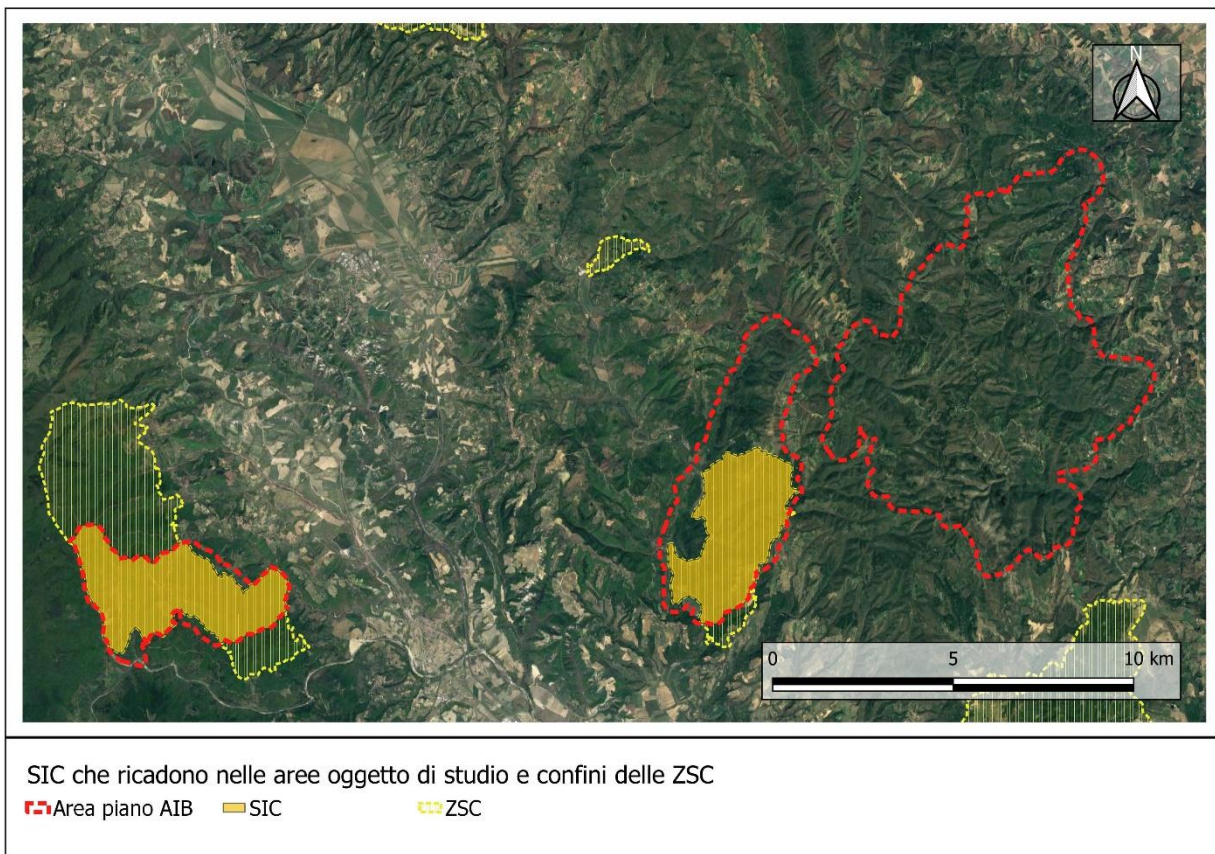 N
0 5 10 km
SIC che ricadono nelle aree oggetto di studio e confini delle ZSC
Area piano AIB SIC ZSC